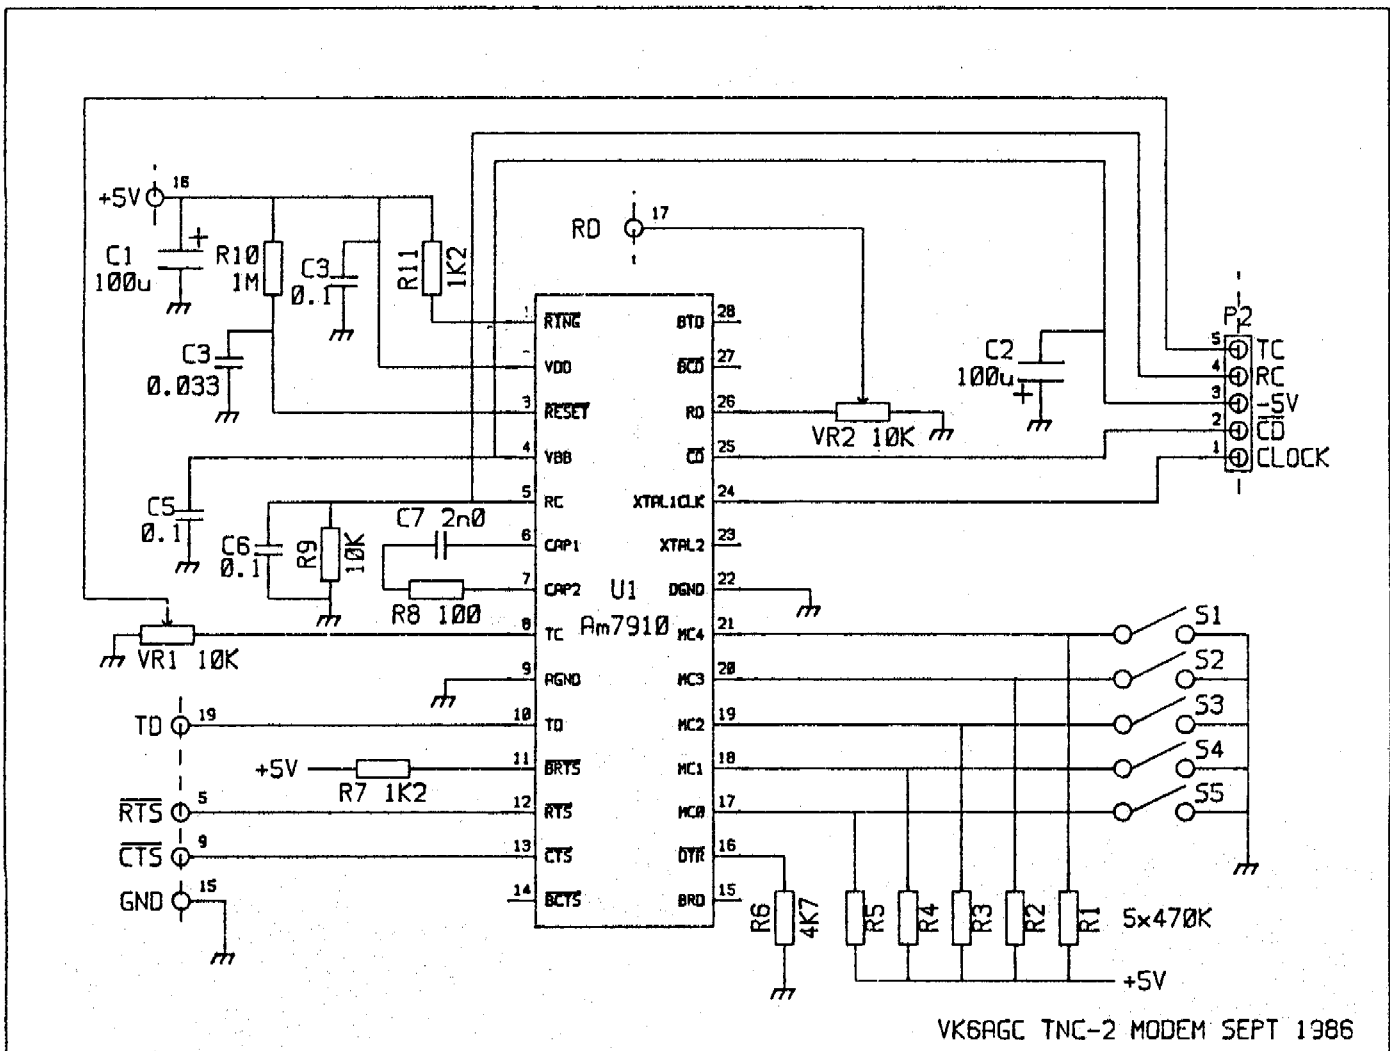 +5V 16
C1 100u +
R10 1M
C3 0.1
R11 1K2
C3 0.033
RD 17
C2 100u +
P2
5 TC
4 RC
3 -5V
2 CD
1 CLOCK
VR2 10K
C5 0.1
C6 0.1
R9 10K
C7 2n0
R8 100
VR1 10K
U1
Am7910
1 RING
VDD
3 RESET
4 VBB
5 RC
6 CAP1
7 CAP2
8 TC
9 AGND
10 TD
11 BRTS
12 RTS
13 CTS
14 BCTS
BTD 28
BCD 27
RD 26
CD 25
XTAL1CLK 24
XTAL2 23
DGND 22
MC4 21
MC3 20
MC2 19
MC1 18
MC0 17
DTR 16
BRD 15
TD 19
+5V
R7 1K2
RTS 5
CTS 9
GND 15
S1
S2
S3
S4
S5
R6 4K7
R5
R4
R3
R2
R1
5x470K
+5V
VK6AGC TNC-2 MODEM SEPT 1986